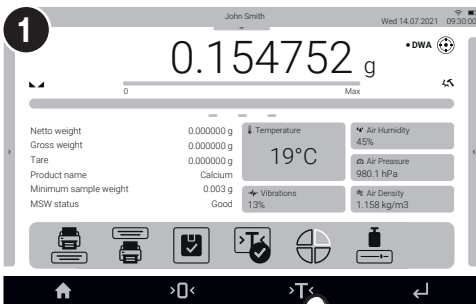 1
John Smith
Wed 14.07.2021 09:30:00
0.154752 g
• DWA
0 Max
Netto weight 0.000000 g
Gross weight 0.000000 g
Tare 0.000000 g
Product name Calcium
Minimum sample weight 0.003 g
MSW status Good
Temperature
19°C
Vibrations
13%
Air Humidity
45%
Air Preasure
980.1 hPa
Air Density
1.158 kg/m3
>T<
>0<
>T<